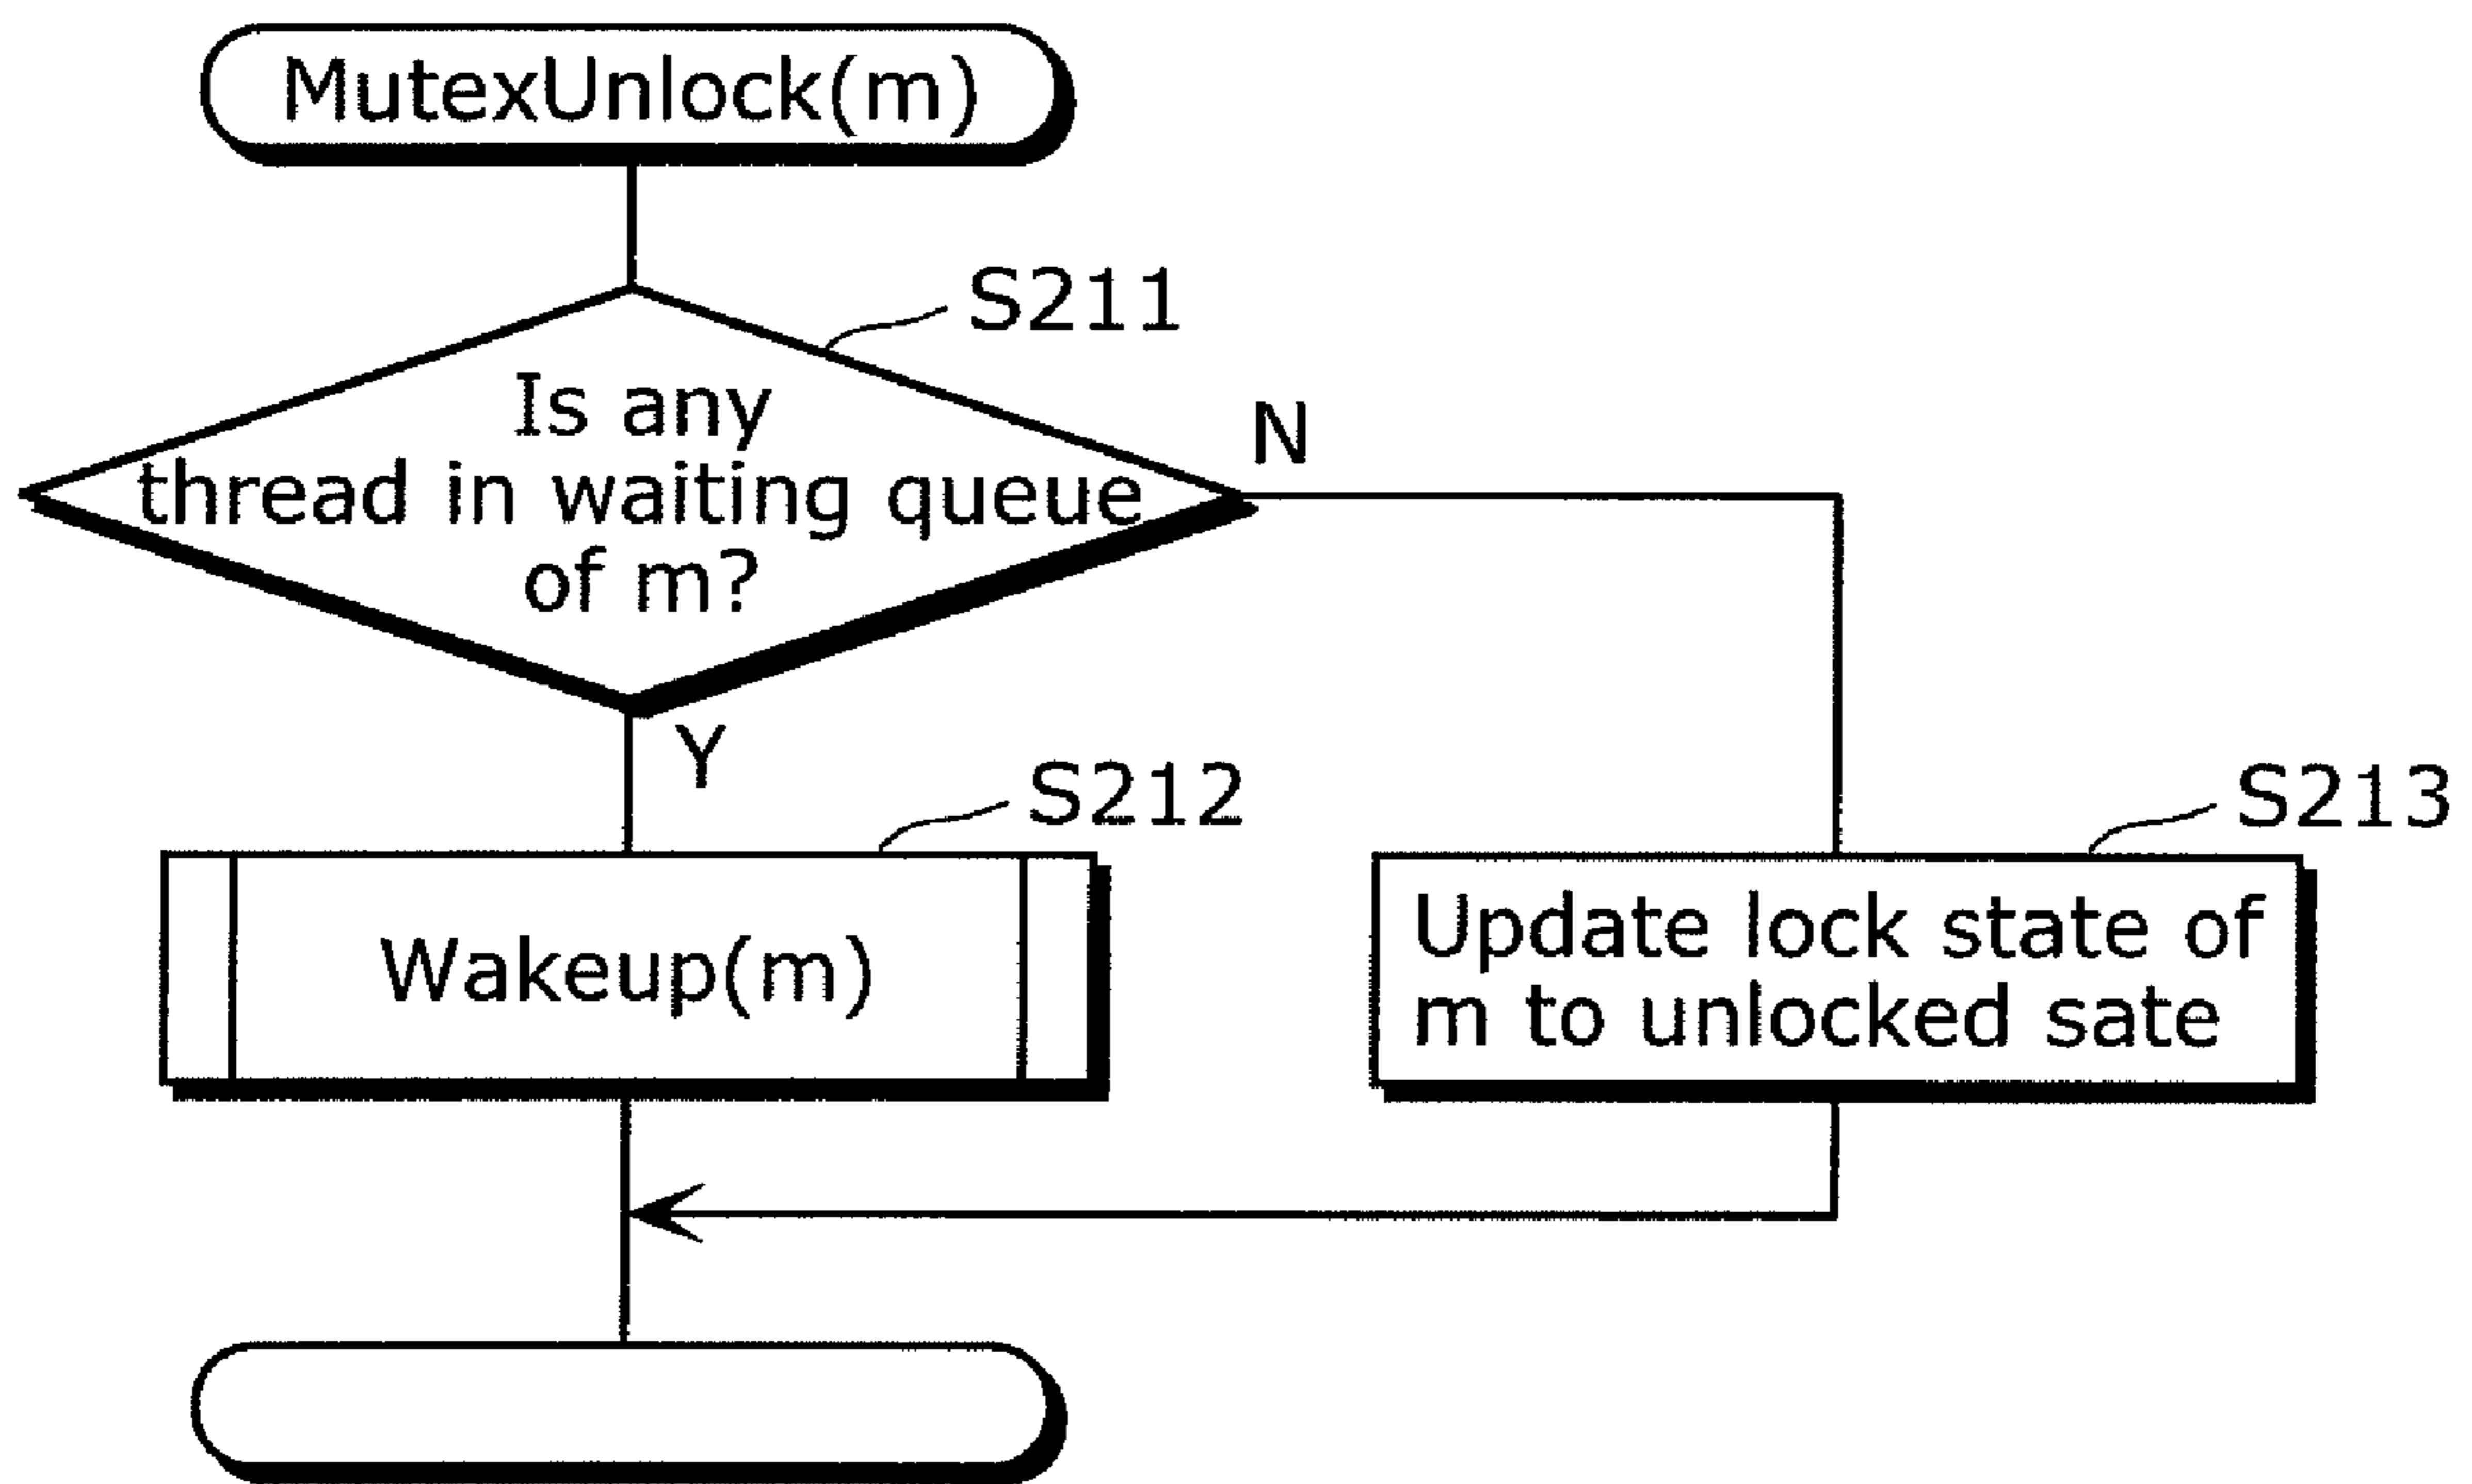 MutexUnlock(m)
S211
Is any
thread in waiting queue
of m?
N
Y
S212
Wakeup(m)
S213
Update lock state of
m to unlocked sate